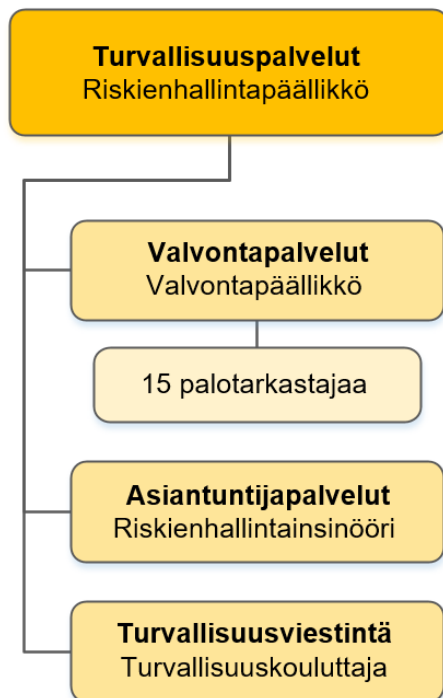 Turvallisuuspalvelut
Riskienhallintapäällikkö
Valvontapalvelut
Valvontapäällikkö
15 palotarkastajaa
Asiantuntijapalvelut
Riskienhallintainsinööri
Turvallisuusviestintä
Turvallisuuskouluttaja